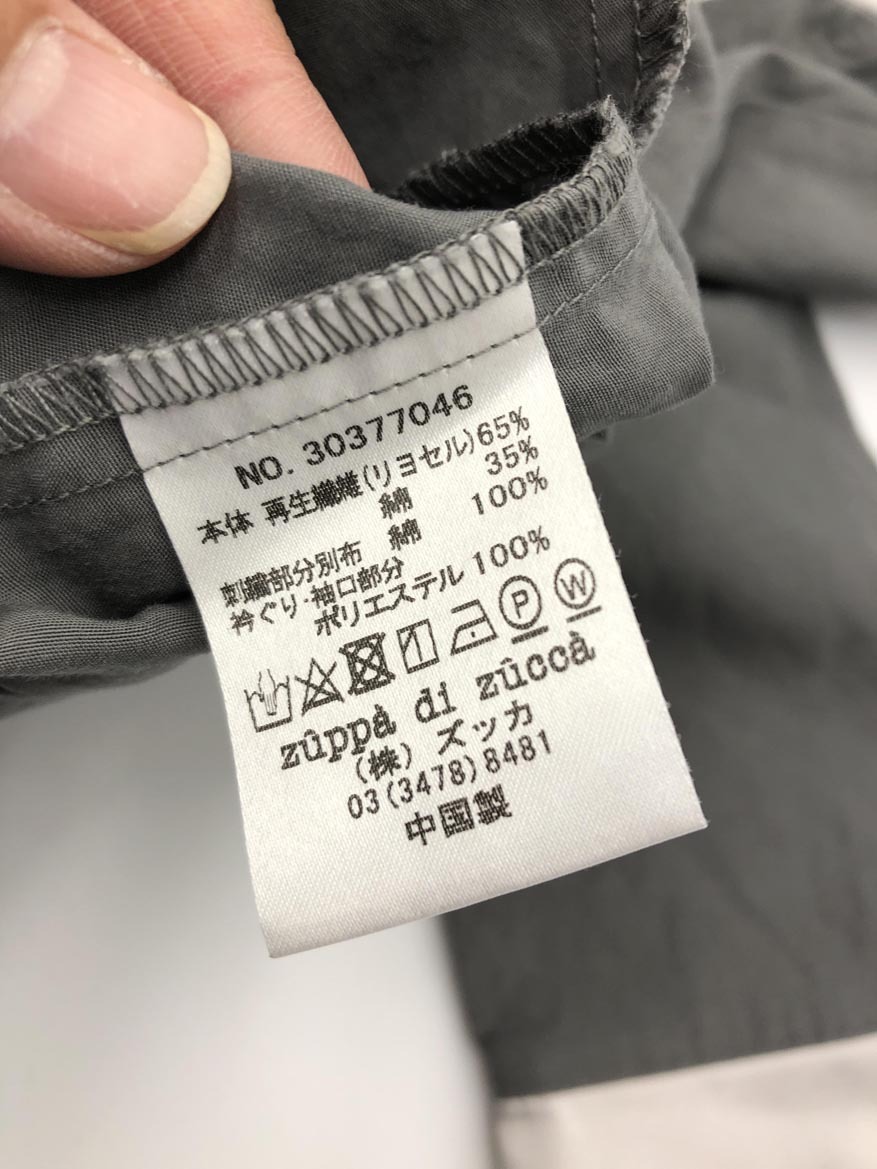 NO. 30377046
本体 再生繊維(リヨセル)65%
綿 35%
刺繍部分別布 綿 100%
衿ぐり・袖口部分
ポリエステル 100%
P W
zûppà di zûccà
(株) ズッカ
03(3478)8481
中国製